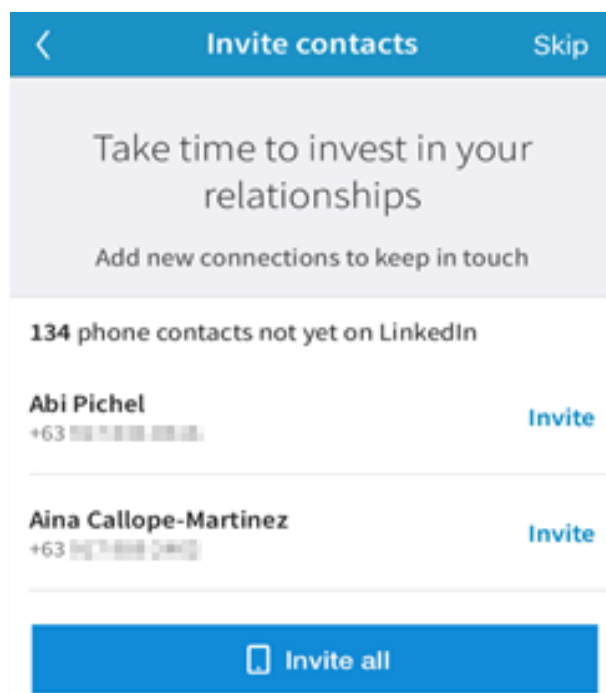 Invite contacts Skip
Take time to invest in your
relationships
Add new connections to keep in touch
134 phone contacts not yet on LinkedIn
Abi Pichel
Invite
+63
Aina Callope-Martinez
Invite
+63
Invite all